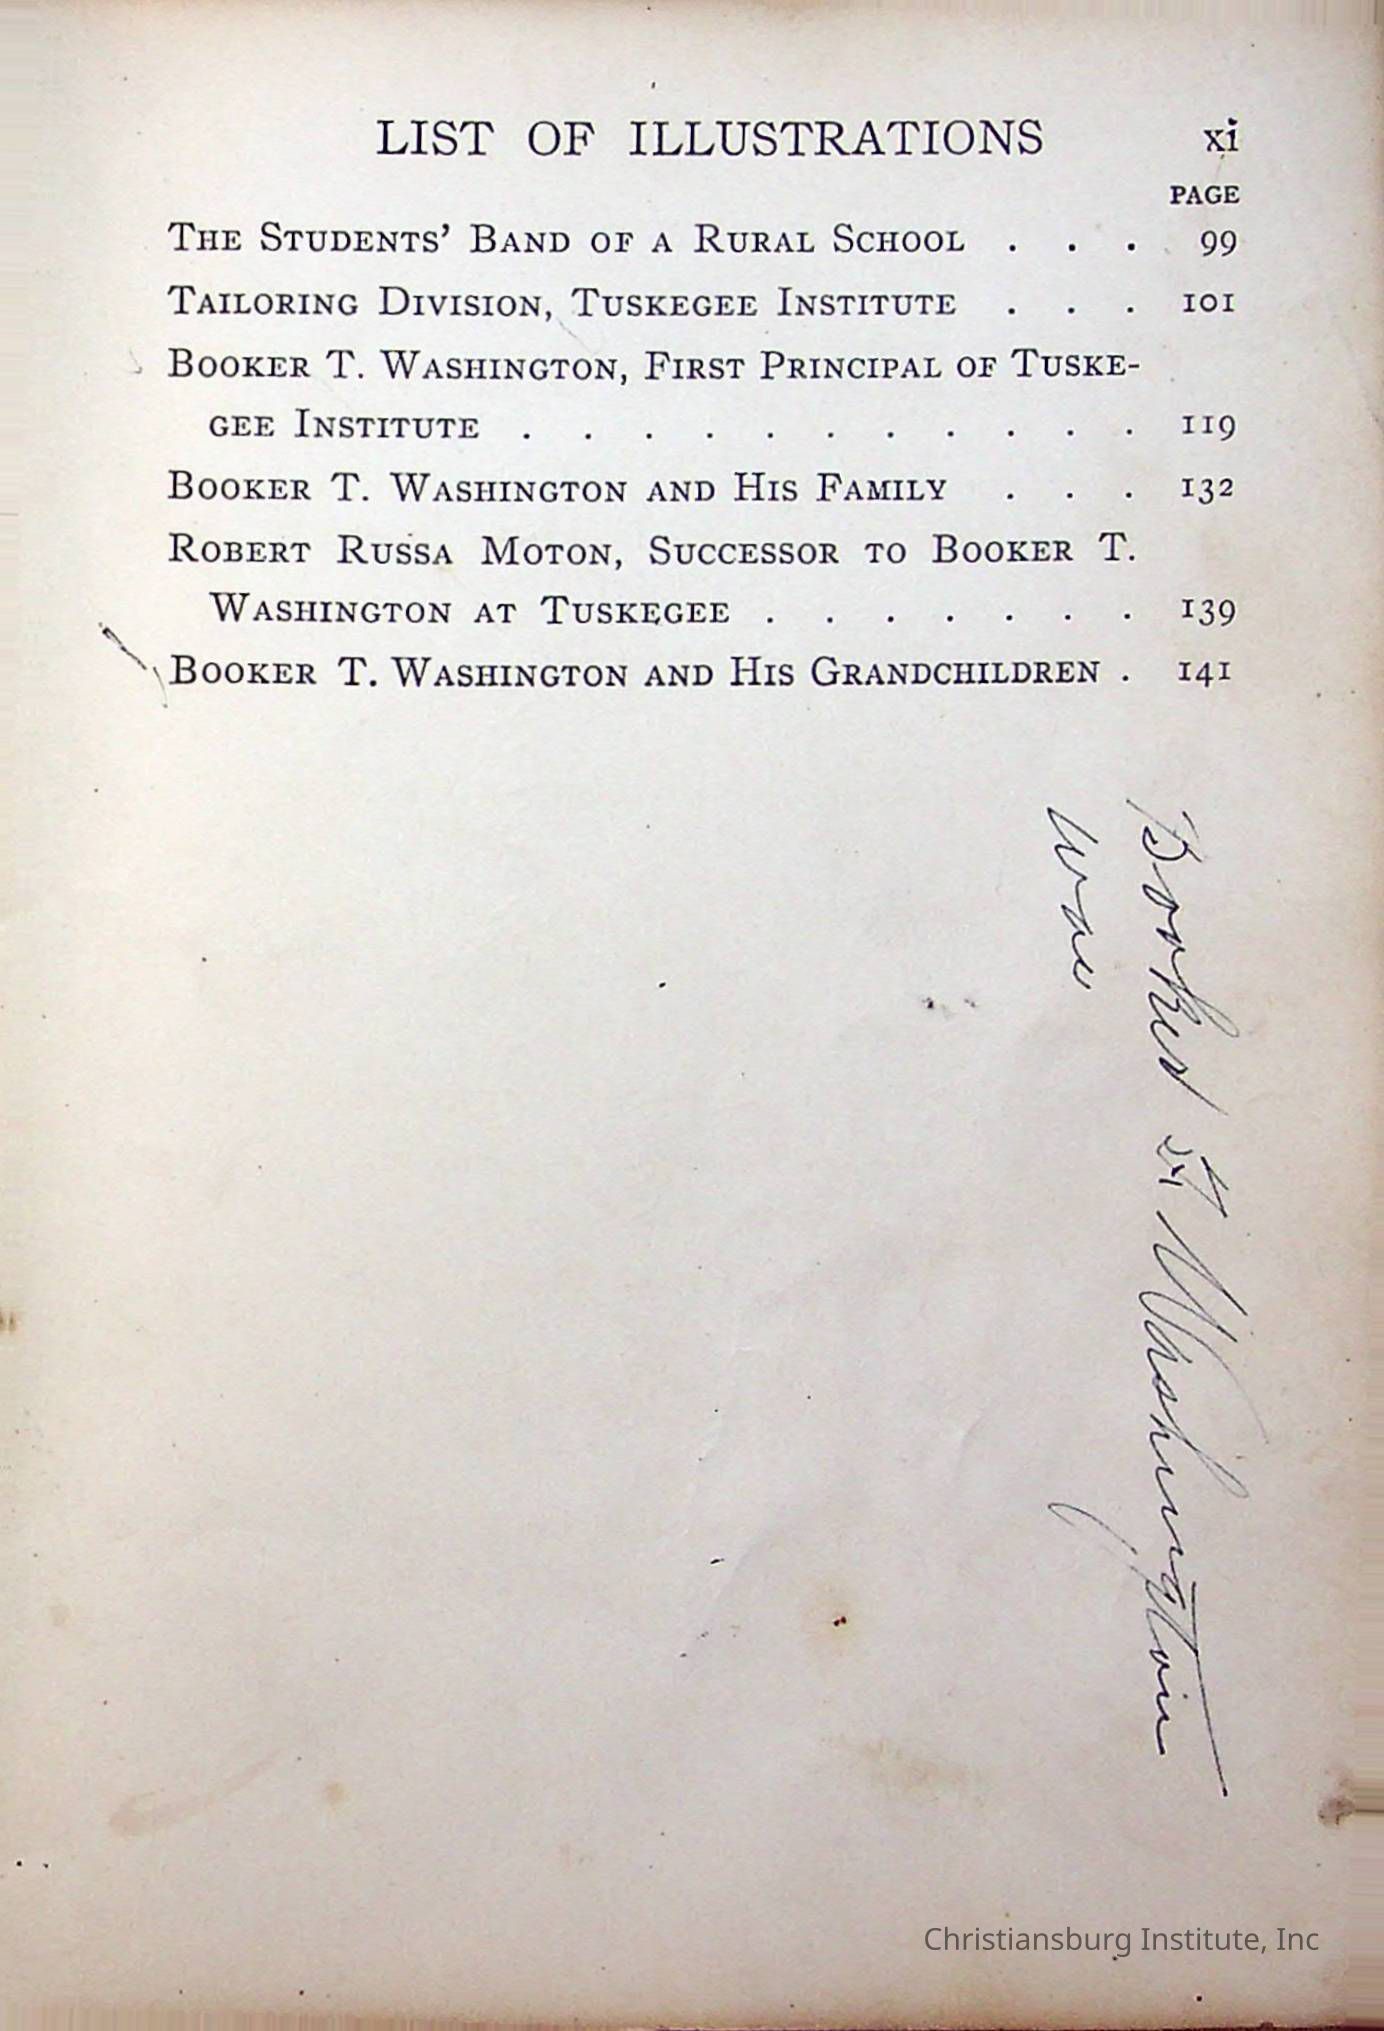 LIST OF ILLUSTRATIONS xi
PAGE
THE STUDENTS' BAND OF A RURAL SCHOOL . . . 99
TAILORING DIVISION, TUSKEGEE INSTITUTE . . . 101
BOOKER T. WASHINGTON, FIRST PRINCIPAL OF TUSKE-
GEE INSTITUTE . . . . . . . . . . . 119
BOOKER T. WASHINGTON AND HIS FAMILY . . . 132
ROBERT RUSSA MOTON, SUCCESSOR TO BOOKER T.
WASHINGTON AT TUSKEGEE . . . . . . . 139
BOOKER T. WASHINGTON AND HIS GRANDCHILDREN . 141
Booker T Washington
was
Christiansburg Institute, Inc